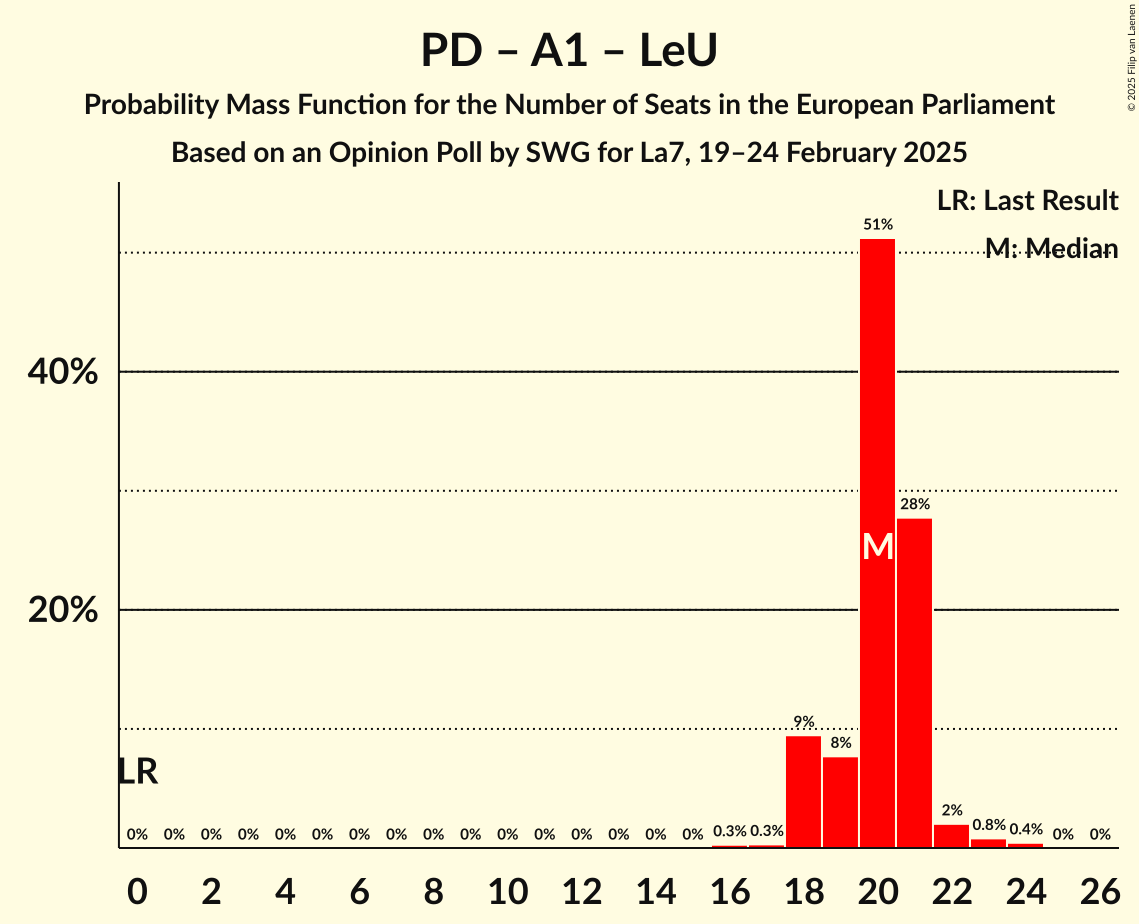 PD – A1 – LeU
Probability Mass Function for the Number of Seats in the European Parliament
Based on an Opinion Poll by SWG for La7, 19–24 February 2025
© 2025 Filip van Laenen
LR: Last Result
M: Median
51%
40%
28%
M
20%
9%
8%
LR
0% 0% 0% 0% 0% 0% 0% 0% 0% 0% 0% 0% 0% 0% 0% 0% 0.3% 0.3% 2% 0.8% 0.4% 0% 0%
0 2 4 6 8 10 12 14 16 18 20 22 24 26